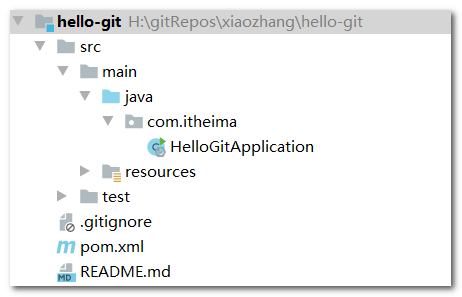 hello-git H:\gitRepos\xiaozhang\hello-git
src
main
java
com.itheima
HelloGitApplication
resources
test
.gitignore
m pom.xml
MD README.md